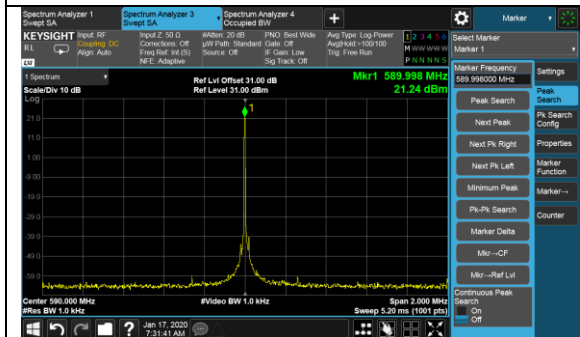 Spectrum Analyzer 1
Swept SA
Spectrum Analyzer 3
Swept SA
Spectrum Analyzer 4
Occupied BW
+
Marker
KEYSIGHT
RL
LXI
Input: RF
Coupling: DC
Align: Auto
Input Z: 50 Ω
Corrections: Off
Freq Ref: Int (S)
NFE: Adaptive
#Atten: 20 dB
µW Path: Standard
Source: Off
PNO: Best Wide
Gate: Off
IF Gain: Low
Sig Track: Off
Avg Type: Log-Power
Avg|Hold:>100/100
Trig: Free Run
1 2 3 4 5 6
M W W W W W
P N N N N S
Select Marker
Marker 1
1 Spectrum
Scale/Div 10 dB
Log
Ref Lvl Offset 31.00 dB
Ref Level 31.00 dBm
Mkr1 589.998 MHz
21.24 dBm
1
21.0
11.0
1.00
-9.00
-19.0
-29.0
-39.0
-49.0
-59.0
Center 590.000 MHz
#Res BW 1.0 kHz
#Video BW 1.0 kHz
Span 2.000 MHz
Sweep 5.20 ms (1001 pts)
Marker Frequency
589.998000 MHz
Peak Search
Next Peak
Next Pk Right
Next Pk Left
Minimum Peak
Pk-Pk Search
Marker Delta
Mkr→CF
Mkr→Ref Lvl
Continuous Peak
Search
On
Off
Settings
Peak
Search
Pk Search
Config
Properties
Marker
Function
Marker→
Counter
?
Jan 17, 2020
7:31:41 AM